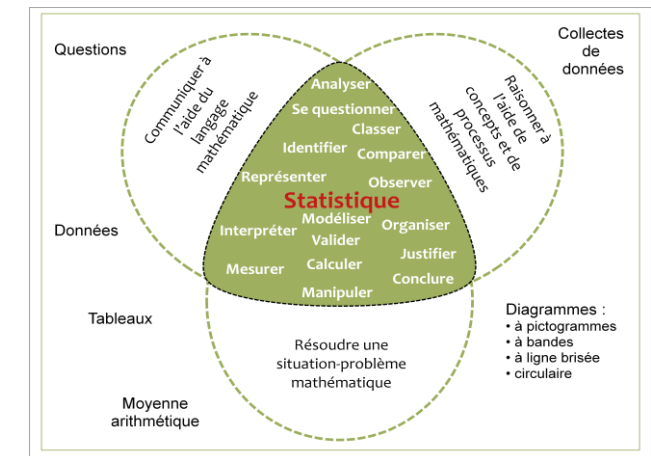 Questions
Collectes
de
données
Communiquer à
l'aide du
langage
mathématique
Raisonner à
l'aide de
concepts et de
processus
mathématiques
Analyser
Se questionner
Classer
Identifier
Comparer
Représenter
Observer
Statistique
Modéliser
Organiser
Interpréter
Valider
Justifier
Mesurer
Calculer
Conclure
Manipuler
Données
Tableaux
Résoudre une
situation-problème
mathématique
Diagrammes :
• à pictogrammes
• à bandes
• à ligne brisée
• circulaire
Moyenne
arithmétique